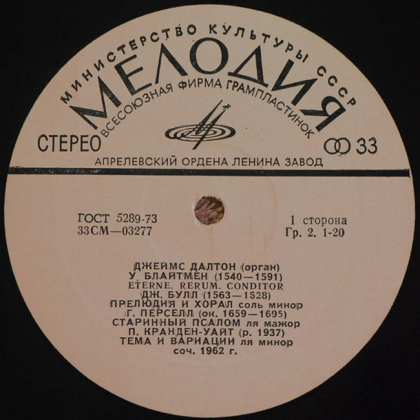 МИНИСТЕРСТВО КУЛЬТУРЫ СССР
МЕЛОДИЯ
ВСЕСОЮЗНАЯ ФИРМА ГРАМПЛАСТИНОК
СТЕРЕО
33
АПРЕЛЕВСКИЙ ОРДЕНА ЛЕНИНА ЗАВОД
ГОСТ 5289-73
33СМ—03277
1 сторона
Гр. 2. 1-20
ДЖЕЙМС ДАЛТОН (орган)
У. БЛАЙТМЕН (1540—1591)
ETERNE. RERUM. CONDITOR
ДЖ. БУЛЛ (1563—1528)
ПРЕЛЮДИЯ И ХОРАЛ соль минор
Г. ПЕРСЕЛЛ (ок. 1659—1695)
СТАРИННЫЙ ПСАЛОМ ля мажор
П. КРАНДЕН-УАЙТ (р. 1937)
ТЕМА И ВАРИАЦИИ ля минор
соч. 1962 г.